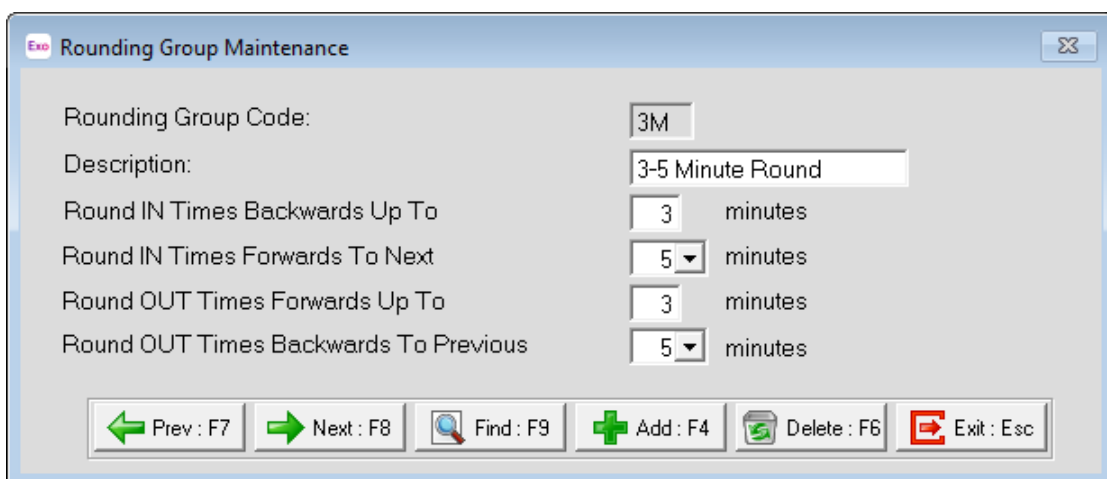 Exo Rounding Group Maintenance
Rounding Group Code: 3M
Description: 3-5 Minute Round
Round IN Times Backwards Up To 3 minutes
Round IN Times Forwards To Next 5 minutes
Round OUT Times Forwards Up To 3 minutes
Round OUT Times Backwards To Previous 5 minutes
Prev : F7 Next : F8 Find : F9 Add : F4 Delete : F6 Exit : Esc